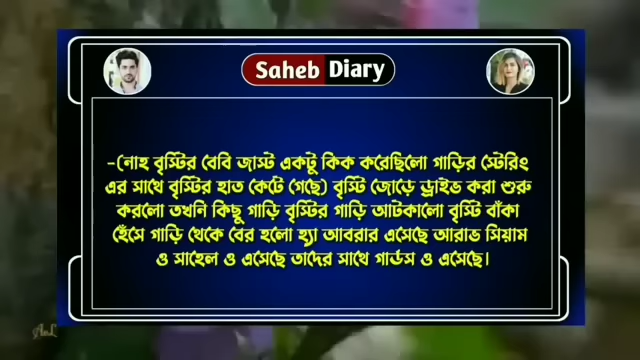 Saheb Diary
-(নাহ বৃস্টির বেবি জাস্ট একটু কিক করেছিলো গাড়ির স্টেরিং
এর সাথে বৃস্টির হাত কেটে গেছে) বৃস্টি জোড়ে ড্রাইভ করা শুরু
করলো তখনি কিছু গাড়ি বৃস্টির গাড়ি আটকালো বৃস্টি বাঁকা
হেঁসে গাড়ি থেকে বের হলো হ্যা আবরার এসেছে আরাভ সিয়াম
ও সাহেল ও এসেছে তাদের সাথে গার্ডস ও এসেছে।